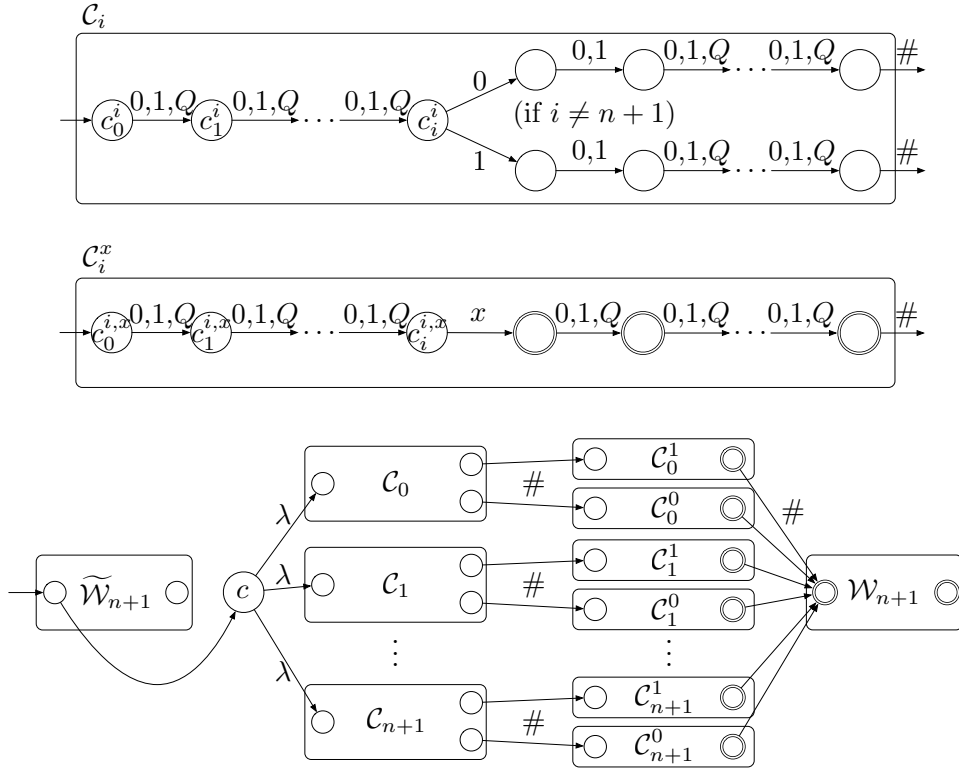 𝒞_i
0 0,1 0,1,Q 0,1,Q #
0,1,Q 0,1,Q 0,1,Q
c_0^i c_1^i ··· c_i^i ···
(if i ≠ n + 1)
1 0,1 0,1,Q 0,1,Q #
···
𝒞_i^x
0,1,Q 0,1,Q 0,1,Q x 0,1,Q 0,1,Q 0,1,Q #
c_0^{i,x} c_1^{i,x} ··· c_i^{i,x} ···
𝒞_0^1
𝒞_0 # #
𝒞_0^0
λ
𝒞_1^1
𝒲̃_{n+1} c λ 𝒞_1 # 𝒲_{n+1}
𝒞_1^0
⋮ ⋮
λ
𝒞_{n+1}^1
𝒞_{n+1} #
𝒞_{n+1}^0